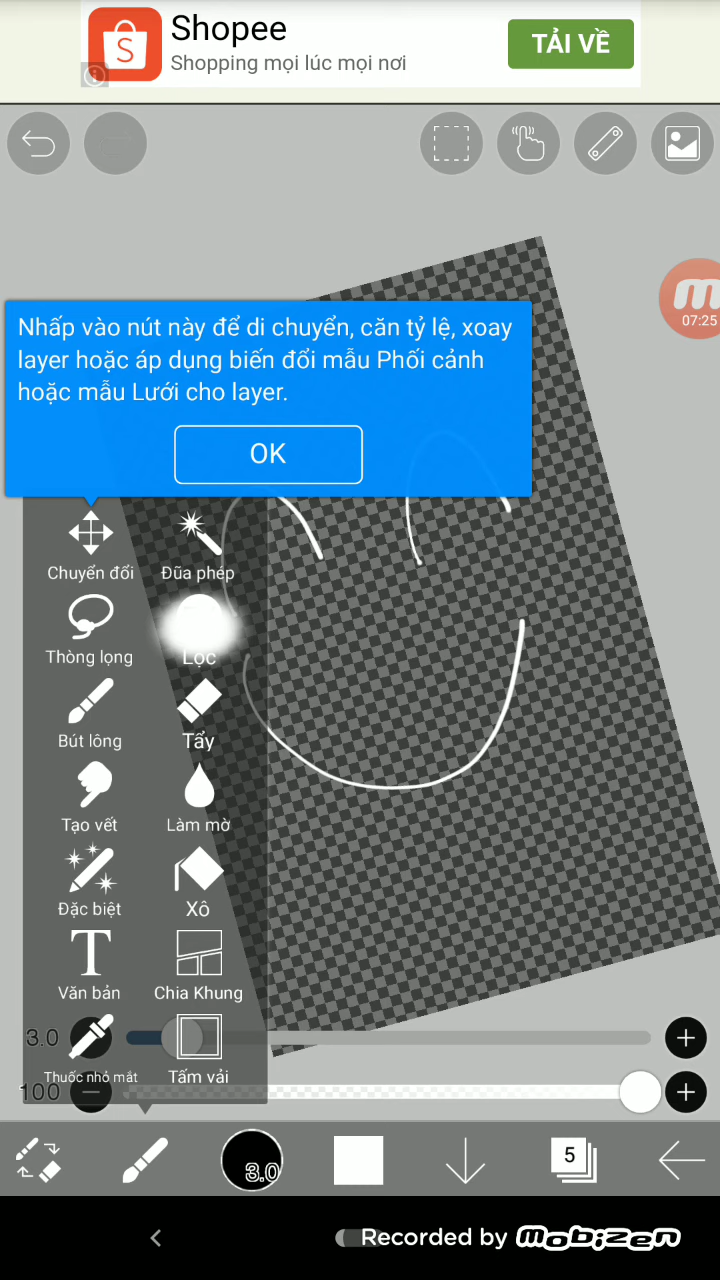 Shopee
Shopping mọi lúc mọi nơi
TẢI VỀ
07:25
Nhấp vào nút này để di chuyển, căn tỷ lệ, xoay
layer hoặc áp dụng biến đổi mẫu Phối cảnh
hoặc mẫu Lưới cho layer.
OK
Chuyển đổi
Đũa phép
Thòng lọng
Lọc
Bút lông
Tẩy
Tạo vết
Làm mờ
Đặc biệt
Xô
Văn bản
Chia Khung
3.0
Thuốc nhỏ mắt
Tấm vải
100
3.0
5
Recorded by mobizen